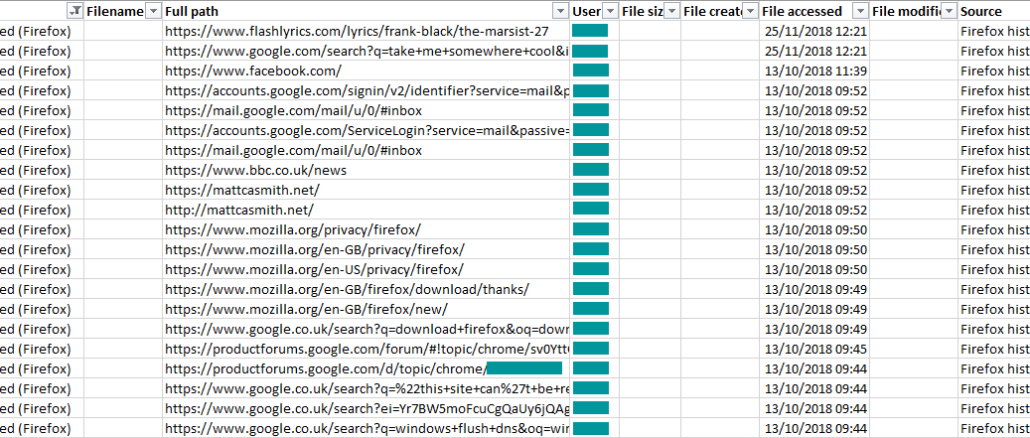 Filename Full path User File siz File create File accessed File modifi Source
ed (Firefox) https://www.flashlyrics.com/lyrics/frank-black/the-marsist-27 25/11/2018 12:21 Firefox hist
ed (Firefox) https://www.google.com/search?q=take+me+somewhere+cool&i 25/11/2018 12:21 Firefox hist
ed (Firefox) https://www.facebook.com/ 13/10/2018 11:39 Firefox hist
ed (Firefox) https://accounts.google.com/signin/v2/identifier?service=mail&p 13/10/2018 09:52 Firefox hist
ed (Firefox) https://mail.google.com/mail/u/0/#inbox 13/10/2018 09:52 Firefox hist
ed (Firefox) https://accounts.google.com/ServiceLogin?service=mail&passive= 13/10/2018 09:52 Firefox hist
ed (Firefox) https://mail.google.com/mail/u/0/#inbox 13/10/2018 09:52 Firefox hist
ed (Firefox) https://www.bbc.co.uk/news 13/10/2018 09:52 Firefox hist
ed (Firefox) https://mattcasmith.net/ 13/10/2018 09:52 Firefox hist
ed (Firefox) http://mattcasmith.net/ 13/10/2018 09:52 Firefox hist
ed (Firefox) https://www.mozilla.org/privacy/firefox/ 13/10/2018 09:50 Firefox hist
ed (Firefox) https://www.mozilla.org/en-GB/privacy/firefox/ 13/10/2018 09:50 Firefox hist
ed (Firefox) https://www.mozilla.org/en-US/privacy/firefox/ 13/10/2018 09:50 Firefox hist
ed (Firefox) https://www.mozilla.org/en-GB/firefox/download/thanks/ 13/10/2018 09:49 Firefox hist
ed (Firefox) https://www.mozilla.org/en-GB/firefox/new/ 13/10/2018 09:49 Firefox hist
ed (Firefox) https://www.google.co.uk/search?q=download+firefox&oq=down 13/10/2018 09:49 Firefox hist
ed (Firefox) https://productforums.google.com/forum/#!topic/chrome/sv0Ytt 13/10/2018 09:45 Firefox hist
ed (Firefox) https://productforums.google.com/d/topic/chrome/ 13/10/2018 09:44 Firefox hist
ed (Firefox) https://www.google.co.uk/search?q=%22this+site+can%27t+be+re 13/10/2018 09:44 Firefox hist
ed (Firefox) https://www.google.co.uk/search?ei=Yr7BW5moFcuCgQaUy6jQAg 13/10/2018 09:44 Firefox hist
ed (Firefox) https://www.google.co.uk/search?q=windows+flush+dns&oq=win 13/10/2018 09:44 Firefox hist